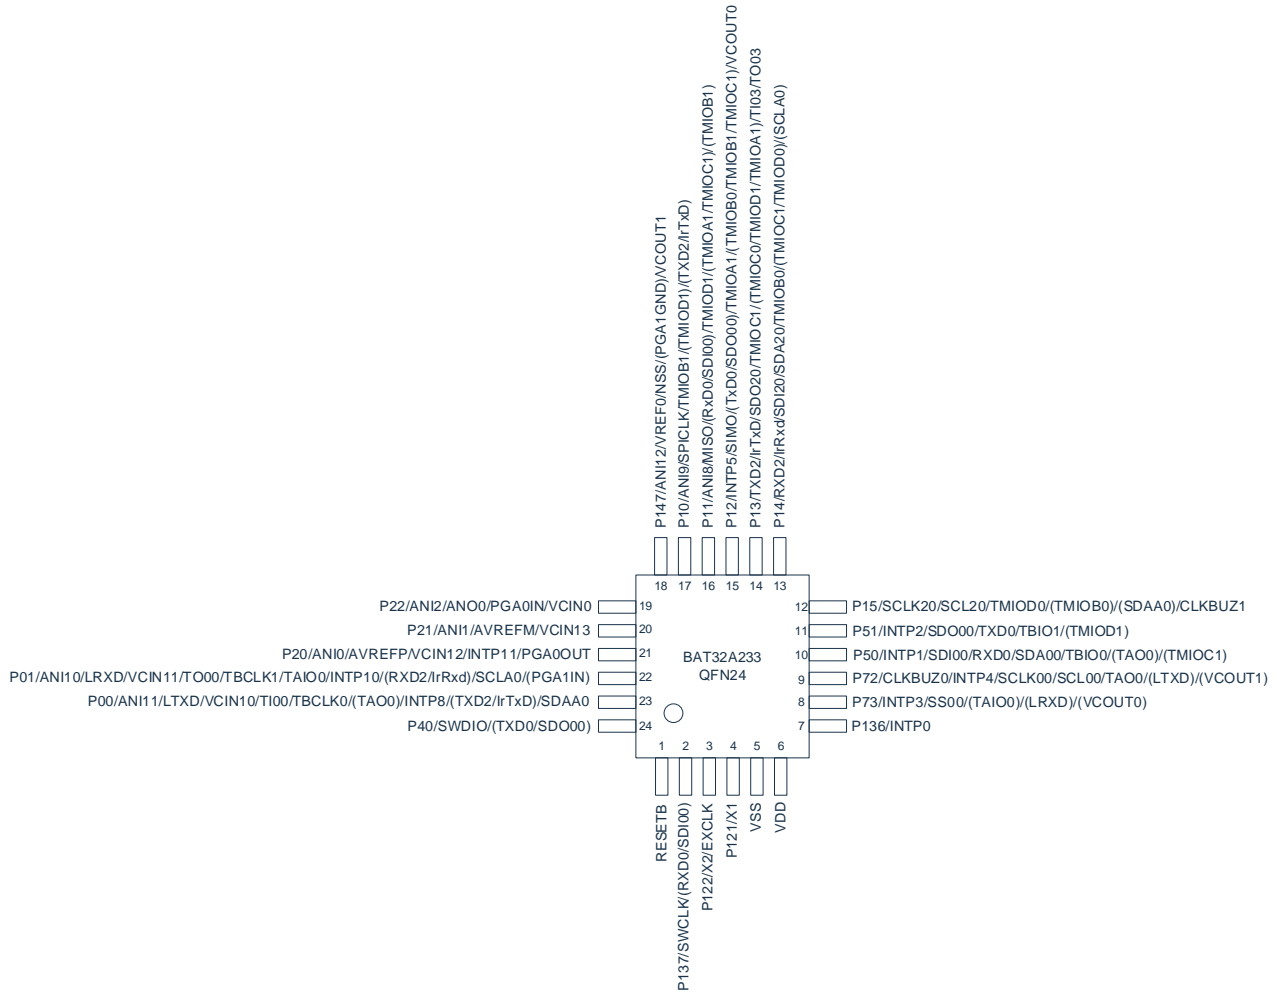 P147/ANI12/VREF0/NSS/(PGA1GND)/VCOUT1
P10/ANI9/SPICLK/TMIOB1/(TMIOD1)/(TXD2/IrTxD)
P11/ANI8/MISO/(RxD0/SDI00)/TMIOD1/(TMIOA1/TMIOC1)/(TMIOB1)
P12/INTP5/SIMO/(TxD0/SDO00)/TMIOA1/(TMIOB0/TMIOB1/TMIOC1)/VCOUT0
P13/TXD2/IrTxD/SDO20/TMIOC1/(TMIOC0/TMIOD1/TMIOA1)/TI03/TO03
P14/RXD2/IrRxd/SDI20/SDA20/TMIOB0/(TMIOC1/TMIOD0)/(SCLA0)
18 17 16 15 14 13
P22/ANI2/ANO0/PGA0IN/VCIN0 19
P21/ANI1/AVREFM/VCIN13 20
P20/ANI0/AVREFP/VCIN12/INTP11/PGA0OUT 21
P01/ANI10/LRXD/VCIN11/TO00/TBCLK1/TAIO0/INTP10/(RXD2/IrRxd)/SCLA0/(PGA1IN) 22
P00/ANI11/LTXD/VCIN10/TI00/TBCLK0/(TAO0)/INTP8/(TXD2/IrTxD)/SDAA0 23
P40/SWDIO/(TXD0/SDO00) 24
BAT32A233
QFN24
12 P15/SCLK20/SCL20/TMIOD0/(TMIOB0)/(SDAA0)/CLKBUZ1
11 P51/INTP2/SDO00/TXD0/TBIO1/(TMIOD1)
10 P50/INTP1/SDI00/RXD0/SDA00/TBIO0/(TAO0)/(TMIOC1)
9 P72/CLKBUZ0/INTP4/SCLK00/SCL00/TAO0/(LTXD)/(VCOUT1)
8 P73/INTP3/SS00/(TAIO0)/(LRXD)/(VCOUT0)
7 P136/INTP0
1 2 3 4 5 6
RESETB
P137/SWCLK/(RXD0/SDI00)
P122/X2/EXCLK
P121/X1
VSS
VDD